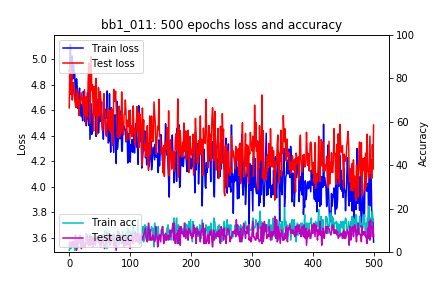 bb1_011: 500 epochs loss and accuracy
Train loss
Test loss
Train acc
Test acc
Loss
5.0
4.8
4.6
4.4
4.2
4.0
3.8
3.6
Accuracy
100
80
60
40
20
0
0 100 200 300 400 500